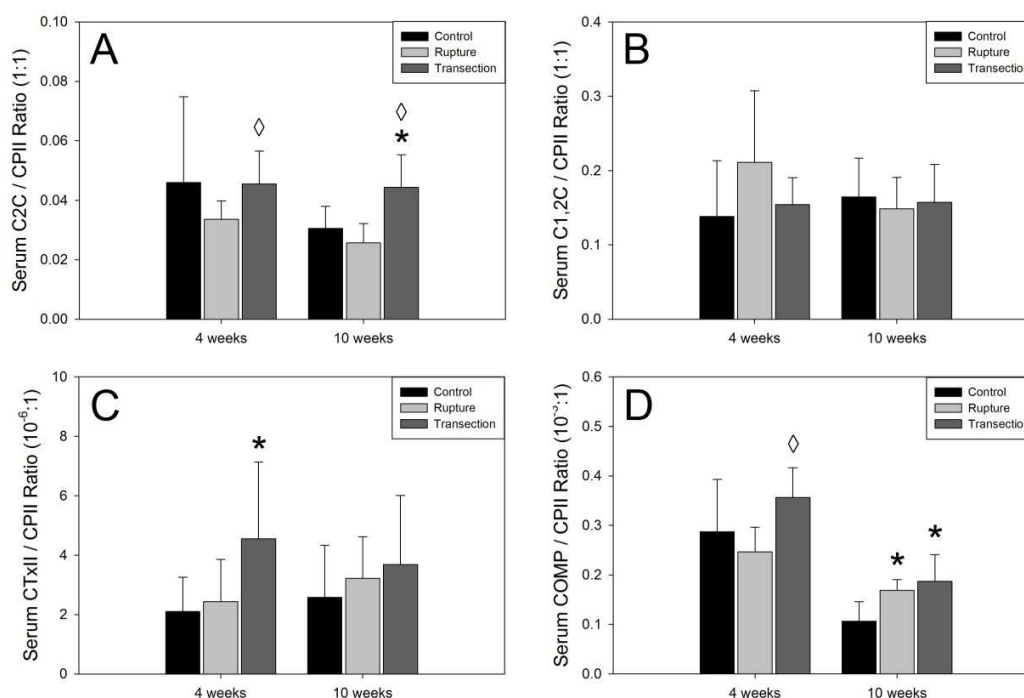 Serum C2C / CPII Ratio (1:1)
A
0.10
0.08
0.06
0.04
0.02
0.00
Control
Rupture
Transection
◊
◊
*
4 weeks
10 weeks
Serum C1,2C / CPII Ratio (1:1)
B
0.4
0.3
0.2
0.1
0.0
Control
Rupture
Transection
4 weeks
10 weeks
Serum CTxII / CPII Ratio (10⁻⁶:1)
C
10
8
6
4
2
0
Control
Rupture
Transection
*
4 weeks
10 weeks
Serum COMP / CPII Ratio
D
0.6
0.5
0.4
0.3
0.2
0.1
0.0
Control
Rupture
Transection
◊
*
*
4 weeks
10 weeks